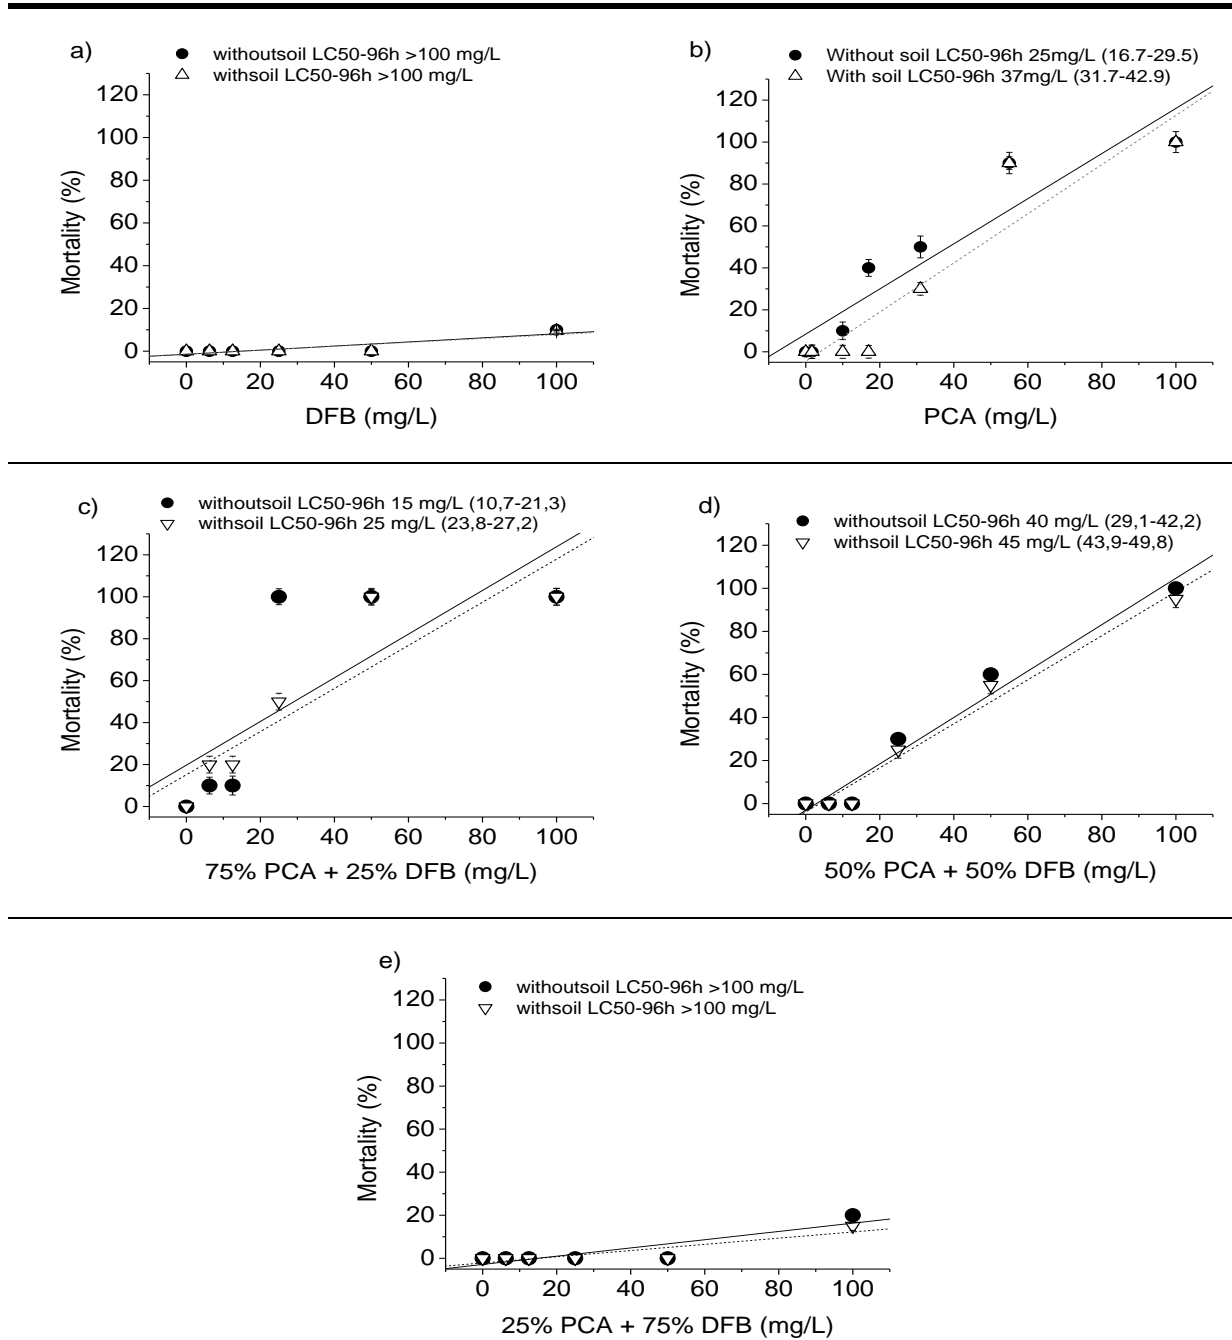 a)
withoutsoil LC50-96h >100 mg/L
withsoil LC50-96h >100 mg/L
120
100
80
60
40
20
0
Mortality (%)
0 20 40 60 80 100
DFB (mg/L)
b)
Without soil LC50-96h 25mg/L (16.7-29.5)
With soil LC50-96h 37mg/L (31.7-42.9)
120
100
80
60
40
20
0
Mortality (%)
0 20 40 60 80 100
PCA (mg/L)
c)
withoutsoil LC50-96h 15 mg/L (10,7-21,3)
withsoil LC50-96h 25 mg/L (23,8-27,2)
120
100
80
60
40
20
0
Mortality (%)
0 20 40 60 80 100
75% PCA + 25% DFB (mg/L)
d)
withoutsoil LC50-96h 40 mg/L (29,1-42,2)
withsoil LC50-96h 45 mg/L (43,9-49,8)
120
100
80
60
40
20
0
Mortality (%)
0 20 40 60 80 100
50% PCA + 50% DFB (mg/L)
e)
withoutsoil LC50-96h >100 mg/L
withsoil LC50-96h >100 mg/L
120
100
80
60
40
20
0
Mortality (%)
0 20 40 60 80 100
25% PCA + 75% DFB (mg/L)